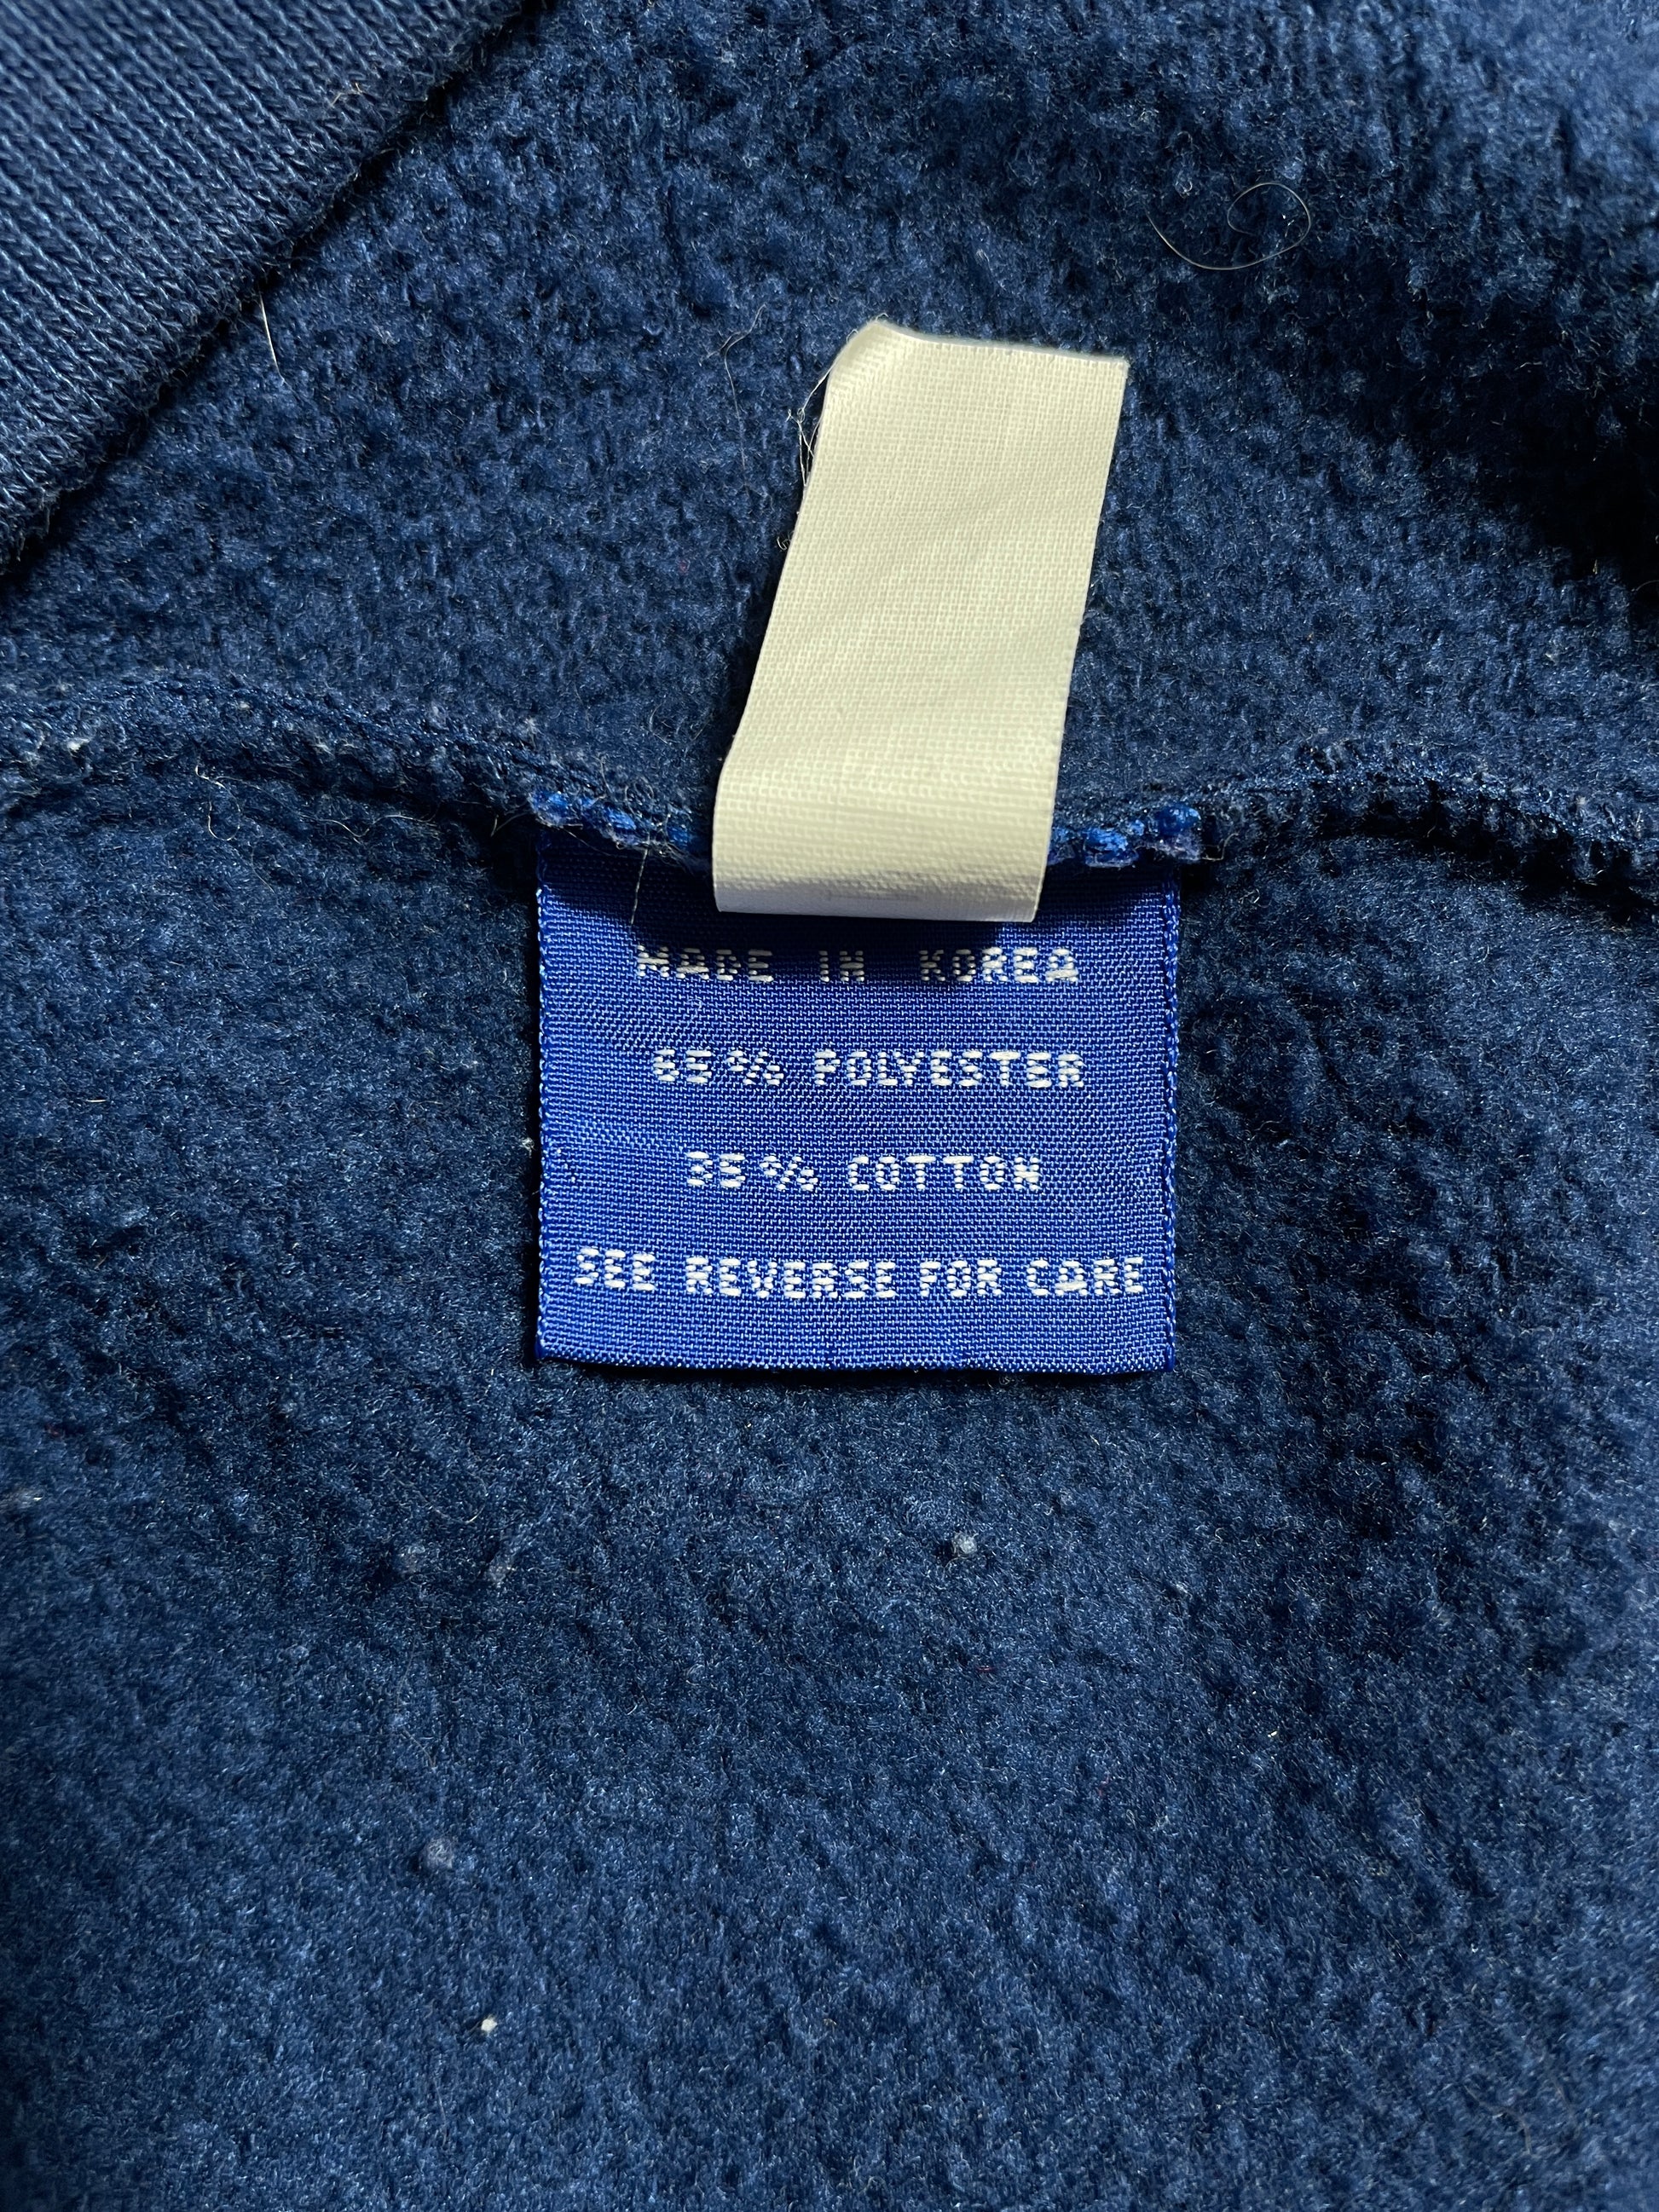 MADE IN KOREA
65% POLYESTER
35% COTTON
SEE REVERSE FOR CARE